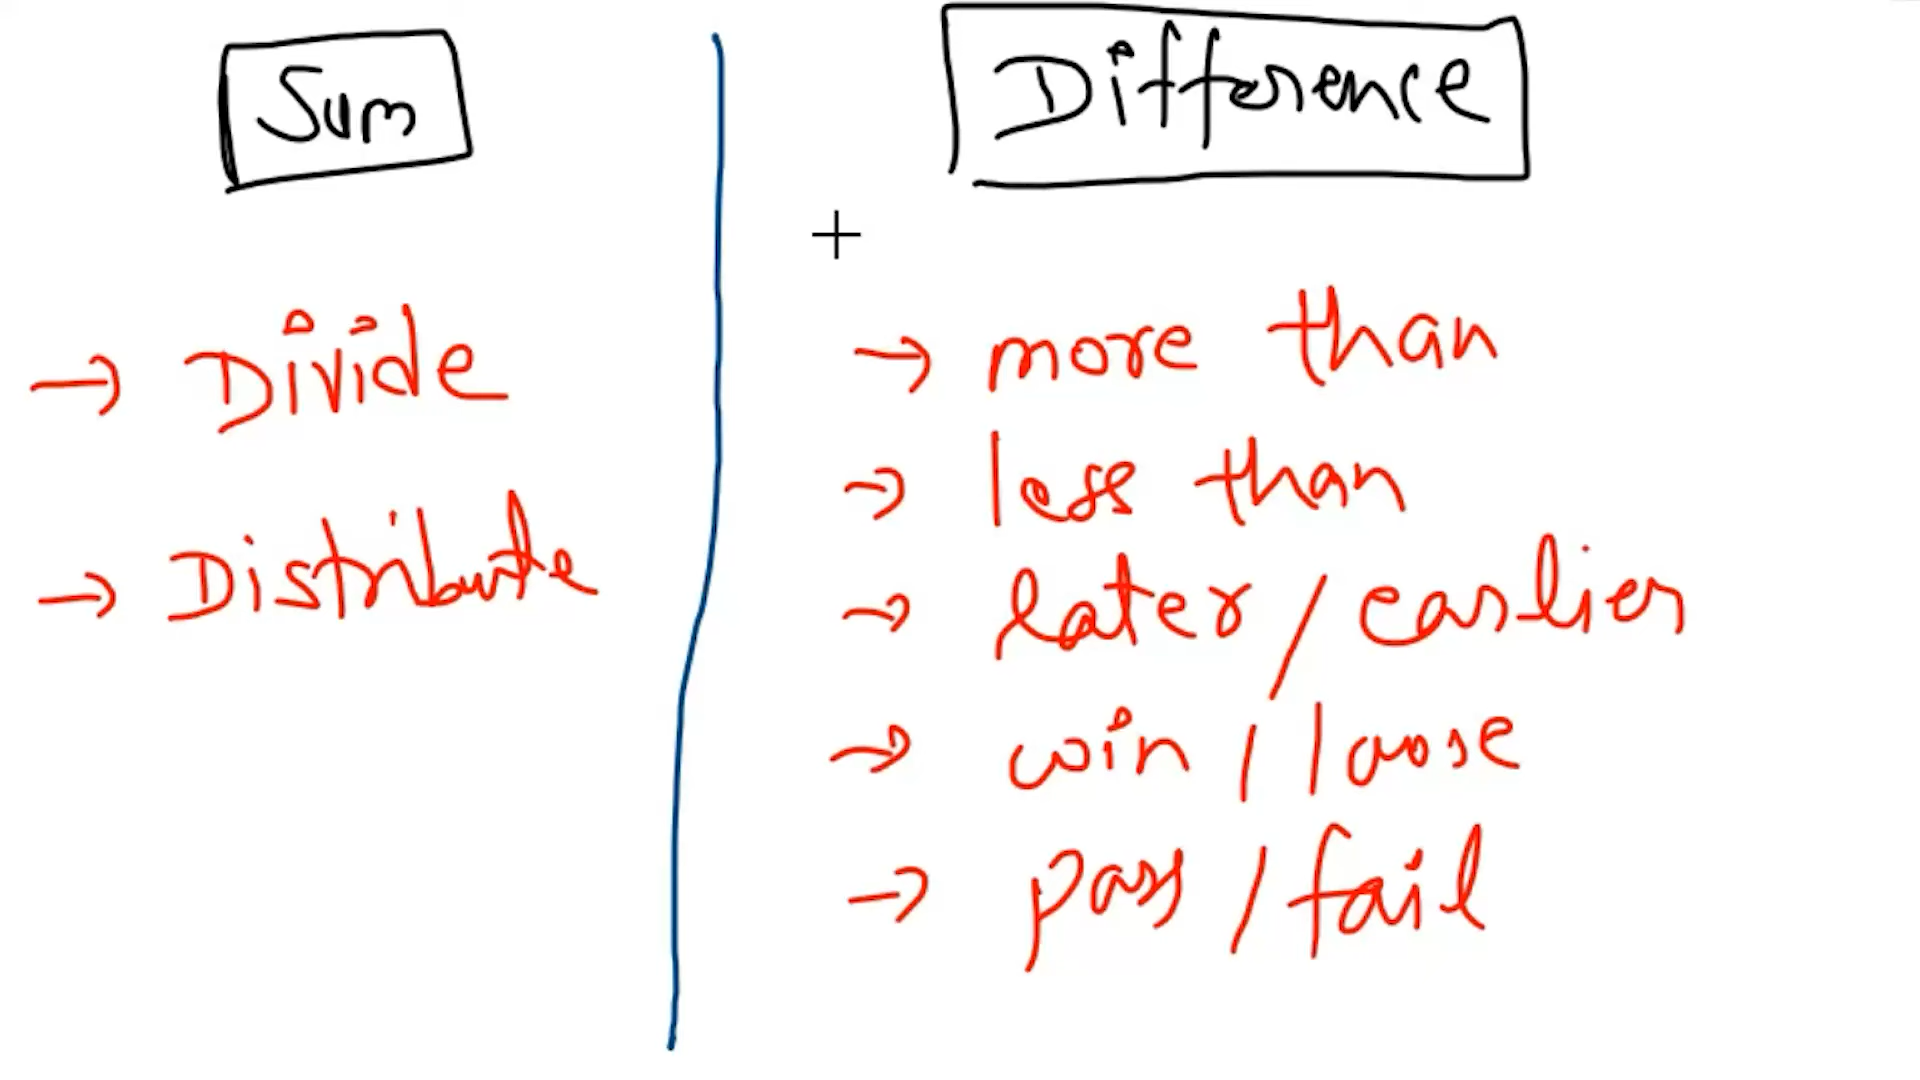 Sum
→ Divide
→ Distribute
Difference
→ more than
→ less than
→ later/earlier
→ win/loose
→ pass/fail